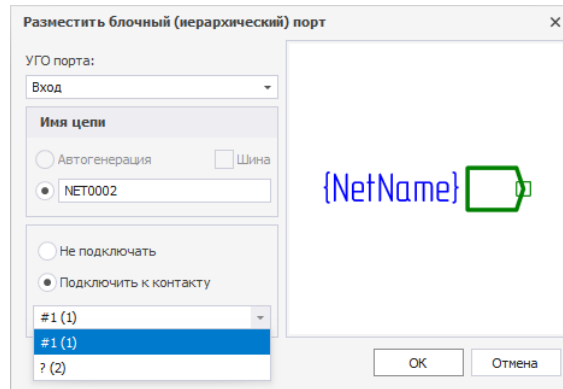 Разместить блочный (иерархический) порт
УГО порта:
Вход
Имя цепи
Автогенерация
Шина
NET0002
{NetName}
Не подключать
Подключить к контакту
#1 (1)
#1 (1)
? (2)
OK
Отмена